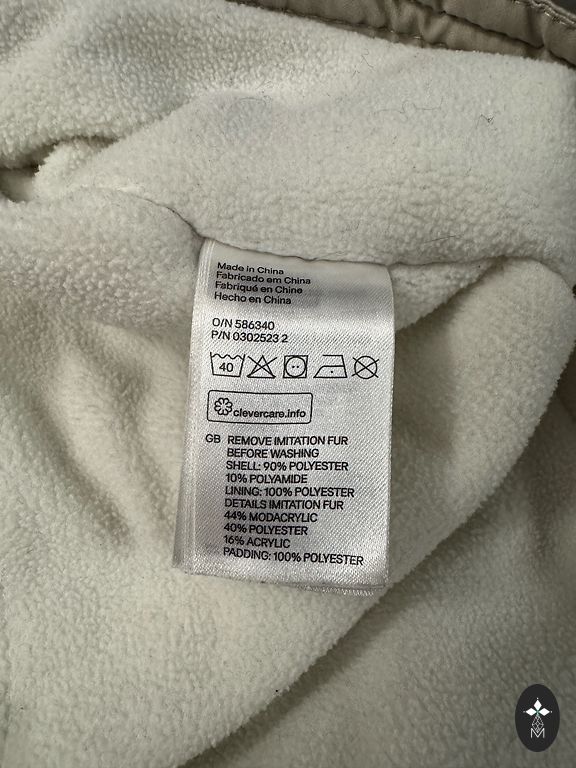 Made in China
Fabricado em China
Fabriqué en Chine
Hecho en China
O/N 586340
P/N 0302523 2
40
clevercare.info
GB REMOVE IMITATION FUR
BEFORE WASHING
SHELL: 90% POLYESTER
10% POLYAMIDE
LINING: 100% POLYESTER
DETAILS IMITATION FUR
44% MODACRYLIC
40% POLYESTER
16% ACRYLIC
PADDING: 100% POLYESTER
M